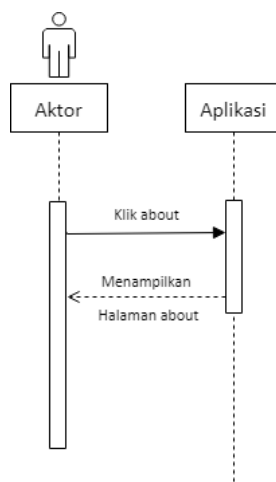 Aktor
Aplikasi
Klik about
Menampilkan
Halaman about